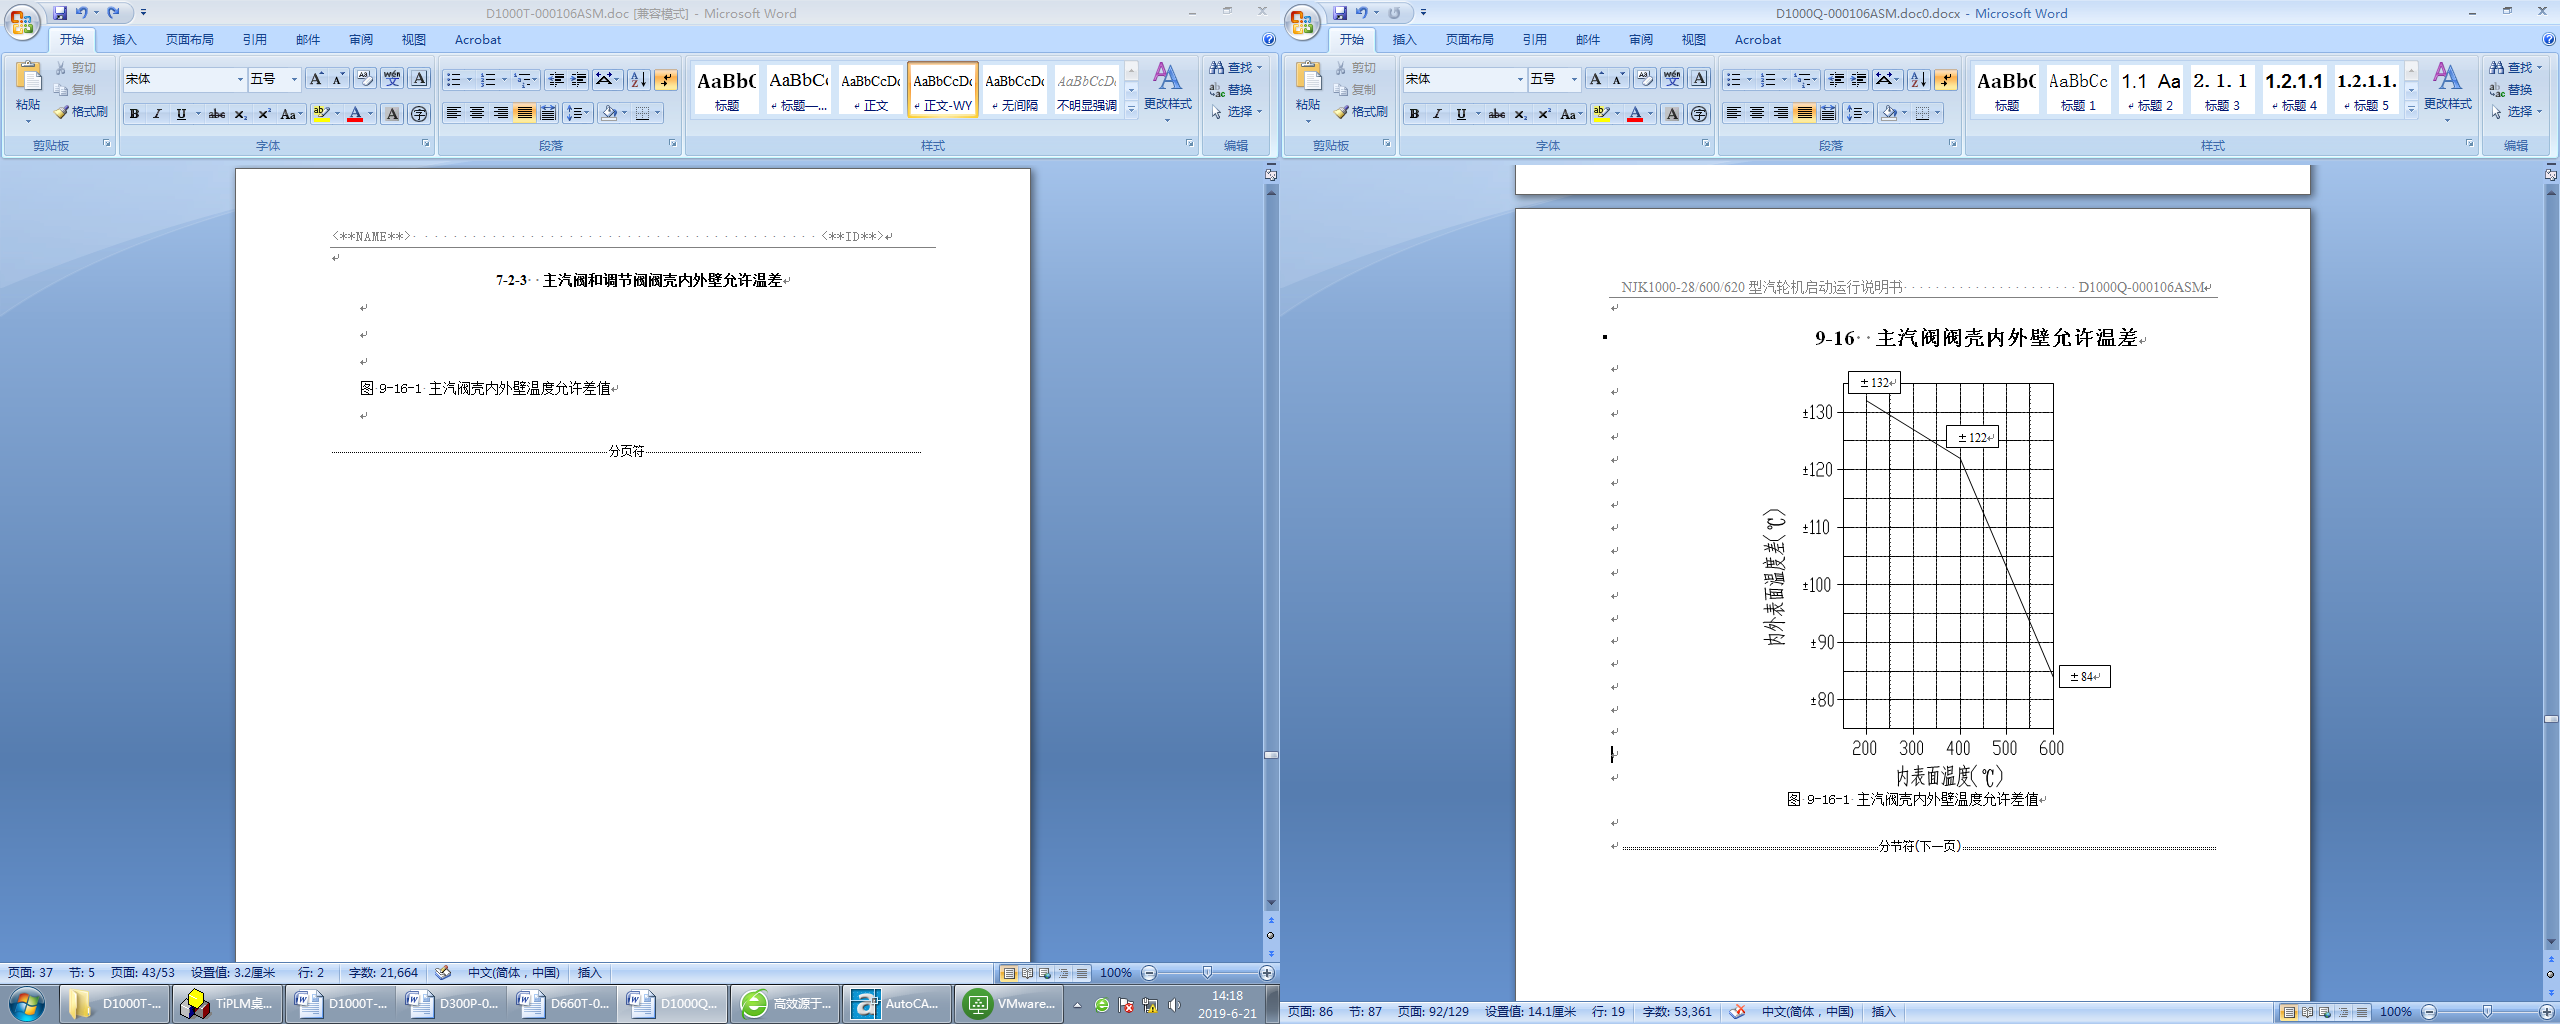 D1000T-000106ASM.doc [兼容模式] - Microsoft Word
开始 插入 页面布局 引用 邮件 审阅 视图 Acrobat
粘贴 剪切 复制 格式刷
宋体 五号
AaBbC AaBbC AaBbCcDc AaBbCcDc AaBbCcDc AaBbCcDc
标题 标题一... 正文 正文-WY 无间隔 不明显强调
更改样式
查找 替换 选择
剪贴板 字体 段落 样式 编辑
<**NAME**> <**ID**>
7-2-3 主汽阀和调节阀阀壳内外壁允许温差
图 9-16-1 主汽阀壳内外壁温度允许差值
分页符
页面: 37 节: 5 页面: 43/53 设置值: 3.2厘米 行: 2 字数: 21,664 中文(简体，中国) 插入 100%
D1000T-... TiPLM桌... D1000T-... D300P-0... D660T-0... D1000Q... 高效源于... AutoCA... VMware...
14:18
2019-6-21
D1000Q-000106ASM.doc0.docx - Microsoft Word
开始 插入 页面布局 引用 邮件 审阅 视图 Acrobat
粘贴 剪切 复制 格式刷
宋体 五号
AaBbC AaBbCc 1.1 Aa 2.1.1 1.2.1.1 1.2.1.1.
标题 标题 1 标题 2 标题 3 标题 4 标题 5
更改样式
查找 替换 选择
剪贴板 字体 段落 样式 编辑
NJK1000-28/600/620 型汽轮机启动运行说明书 D1000Q-000106ASM
9-16 主汽阀阀壳内外壁允许温差
±132
±130
±122
±120
±110
±100
±90
±84
±80
内外表面温度差(℃)
200 300 400 500 600
内表面温度(℃)
图 9-16-1 主汽阀壳内外壁温度允许差值
分节符(下一页)
页面: 86 节: 87 页面: 92/129 设置值: 14.1厘米 行: 19 字数: 53,361 中文(简体，中国) 插入 100%